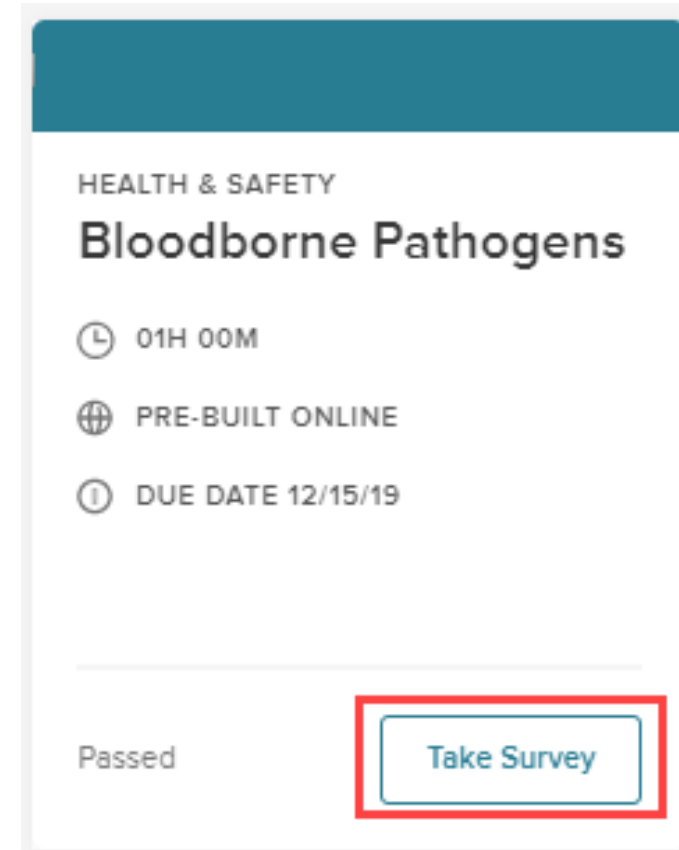 HEALTH & SAFETY
Bloodborne Pathogens
01H 00M
PRE-BUILT ONLINE
DUE DATE 12/15/19
Passed
Take Survey